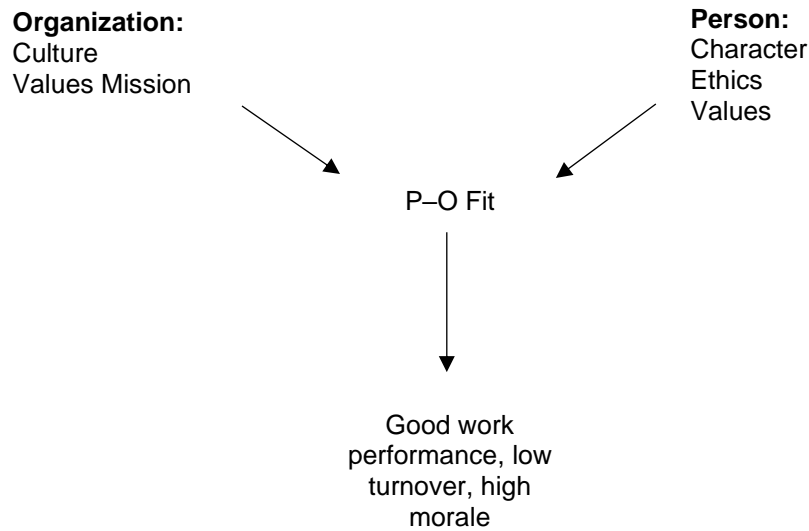 Organization:
Culture
Values Mission
Person:
Character
Ethics
Values
P–O Fit
Good work
performance, low
turnover, high
morale